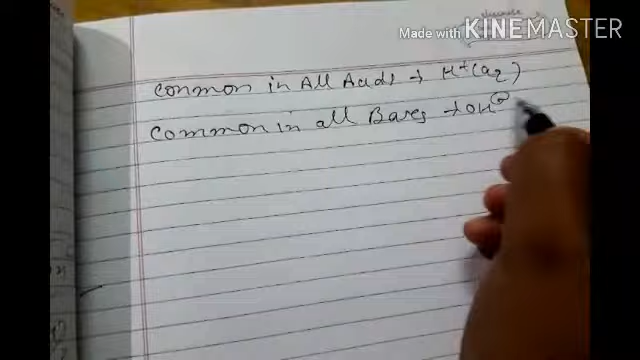 Made with KINEMASTER
Common in All Acids → H⁺(aq)
Common in all Bases → OH⊖